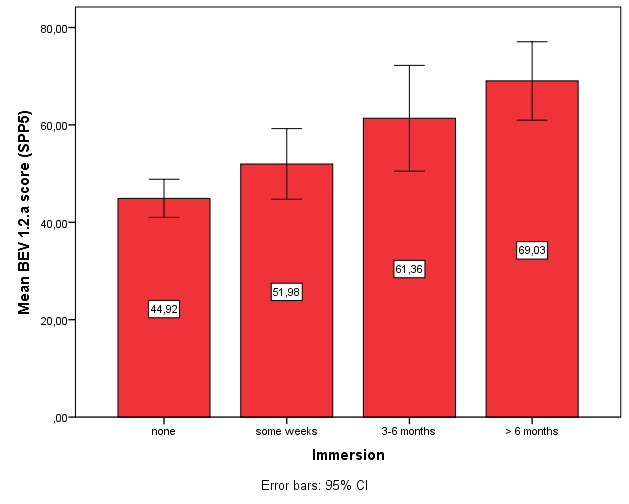 Mean BEV 1.2.a score (SPP5)
80,00
60,00
40,00
20,00
,00
44,92
51,98
61,36
69,03
none
some weeks
3-6 months
> 6 months
Immersion
Error bars: 95% CI